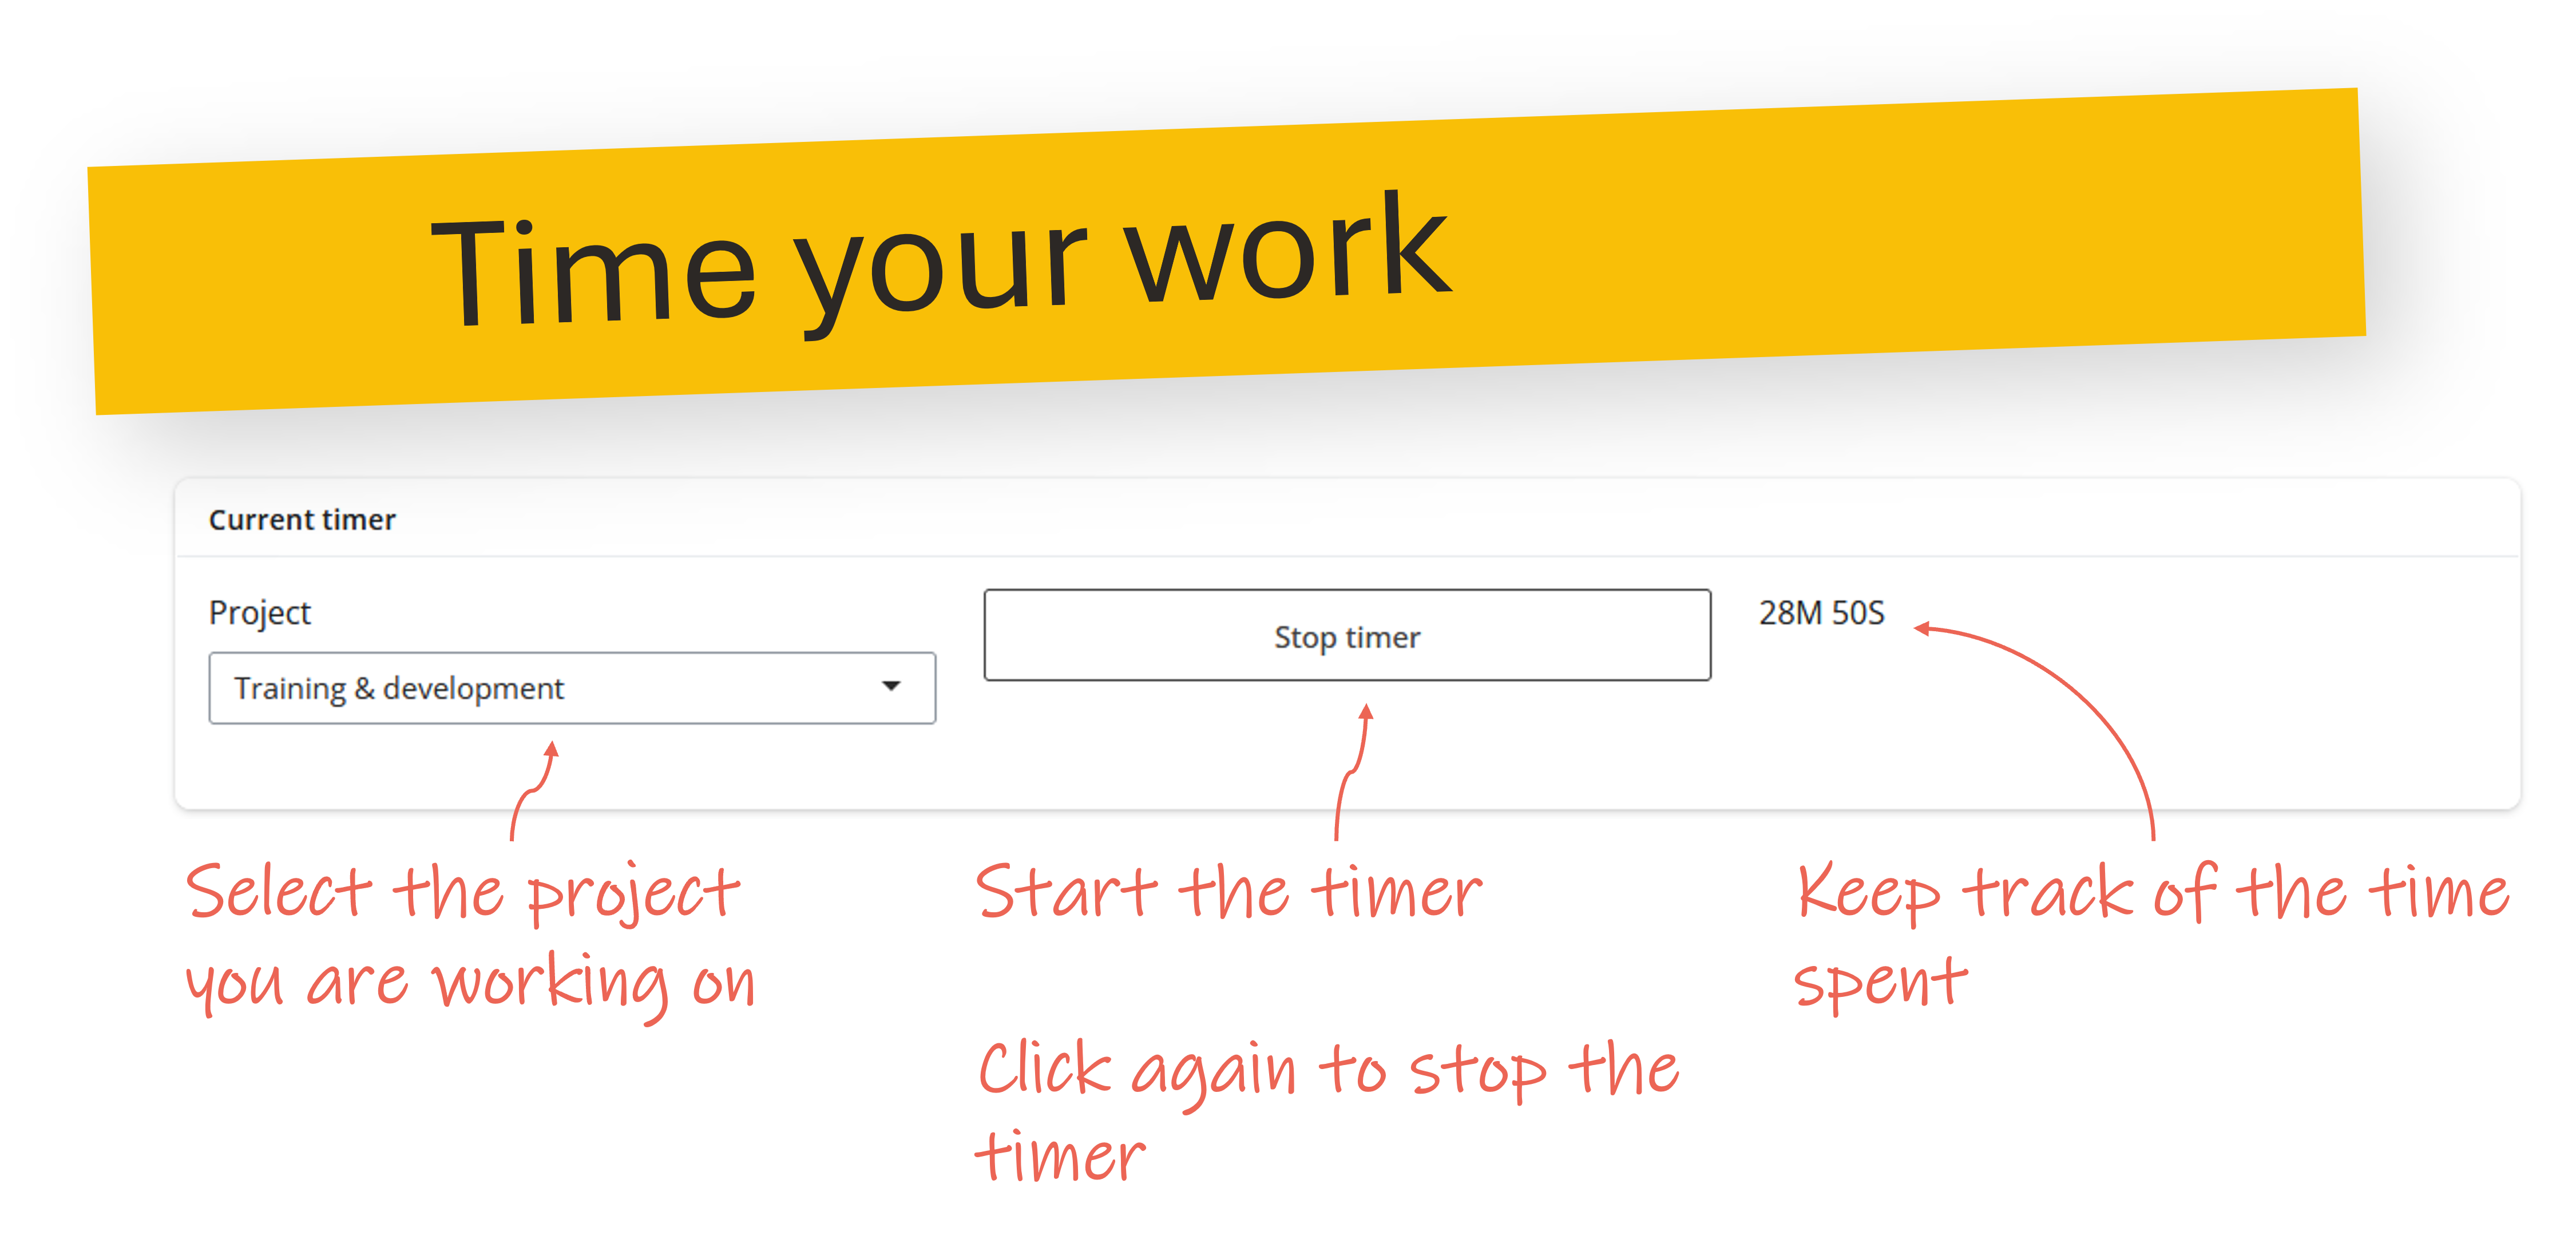 Time your work
Current timer
Project
Training & development
Stop timer
28M 50S
Select the project
you are working on
Start the timer
Click again to stop the
timer
Keep track of the time
spent